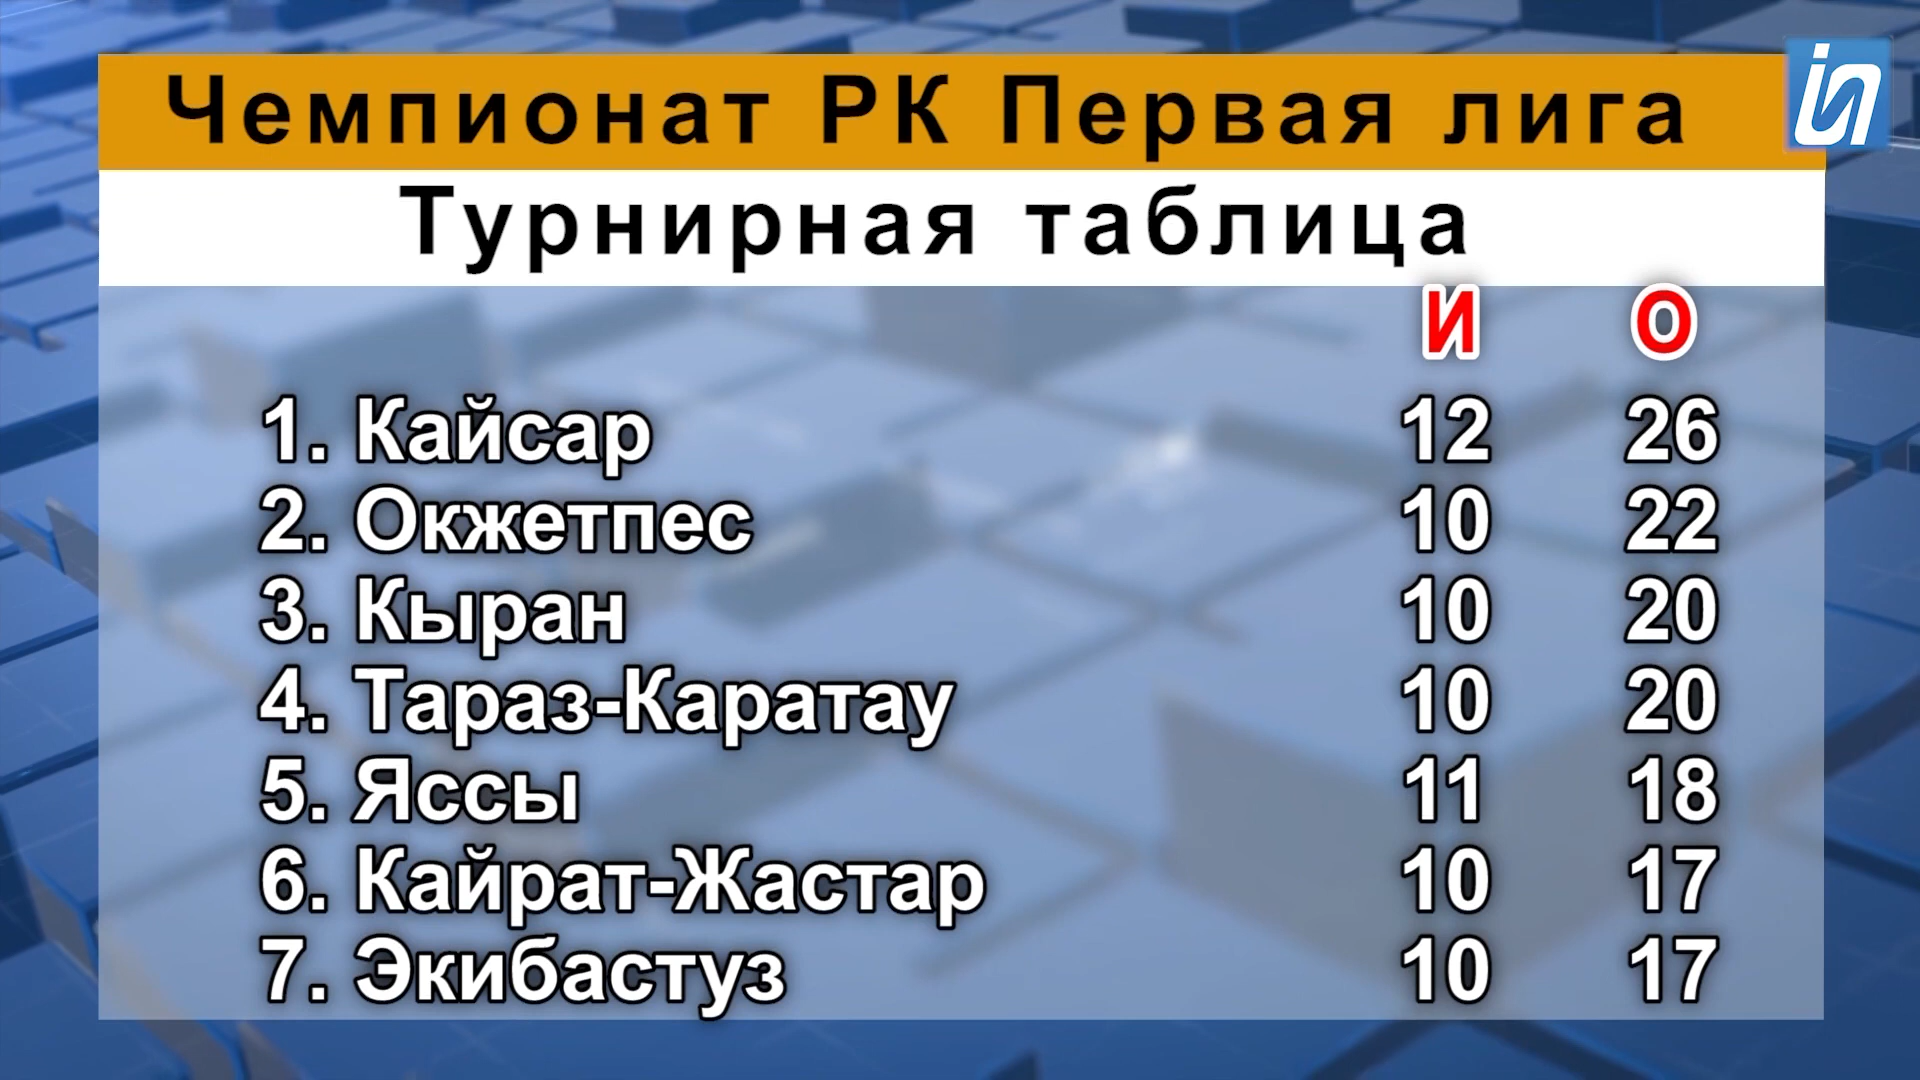 Чемпионат РК Первая лига
Турнирная таблица
И О
1. Кайсар 12 26
2. Окжетпес 10 22
3. Кыран 10 20
4. Тараз-Каратау 10 20
5. Яссы 11 18
6. Кайрат-Жастар 10 17
7. Экибастуз 10 17